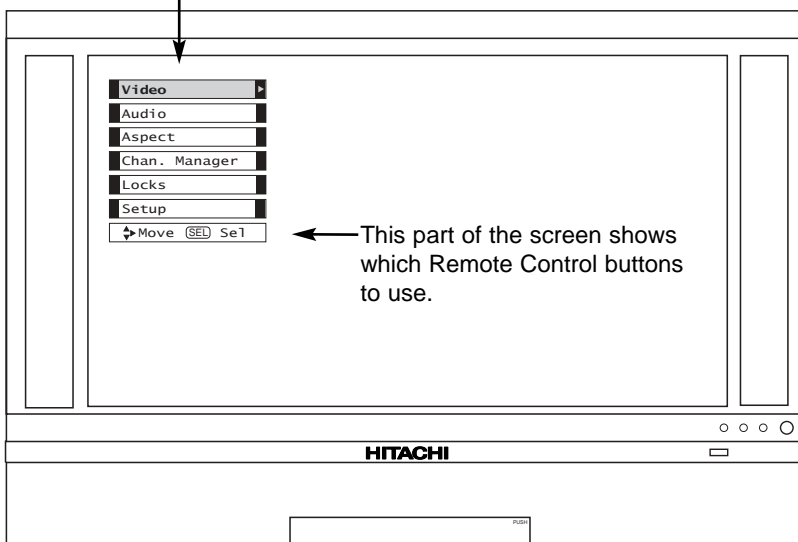 Video
Audio
Aspect
Chan. Manager
Locks
Setup
Move SEL Sel
This part of the screen shows
which Remote Control buttons
to use.
HITACHI
PUSH